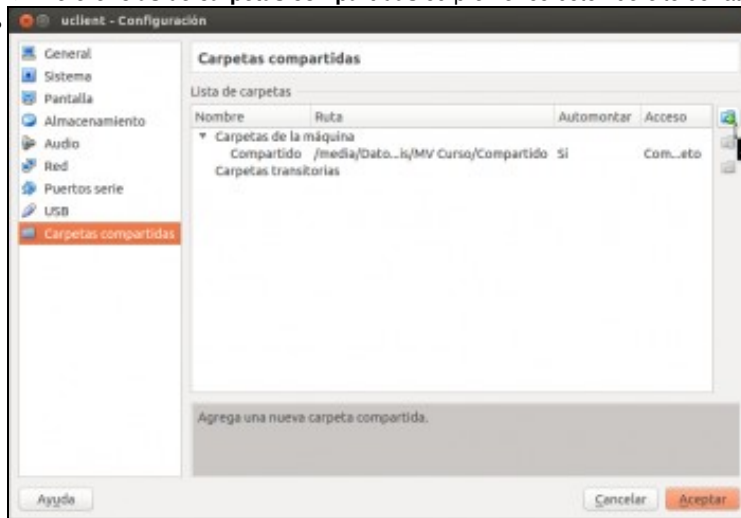 uclient - Configuración
General
Sistema
Pantalla
Almacenamiento
Audio
Red
Puertos serie
USB
Carpetas compartidas
Carpetas compartidas
Lista de carpetas
Nombre Ruta Automontar Acceso
Carpetas de la máquina
Compartido /media/Dato...is/MV Curso/Compartido Sí Com...eto
Carpetas transitorias
Agrega una nueva carpeta compartida.
Ayuda Cancelar Aceptar